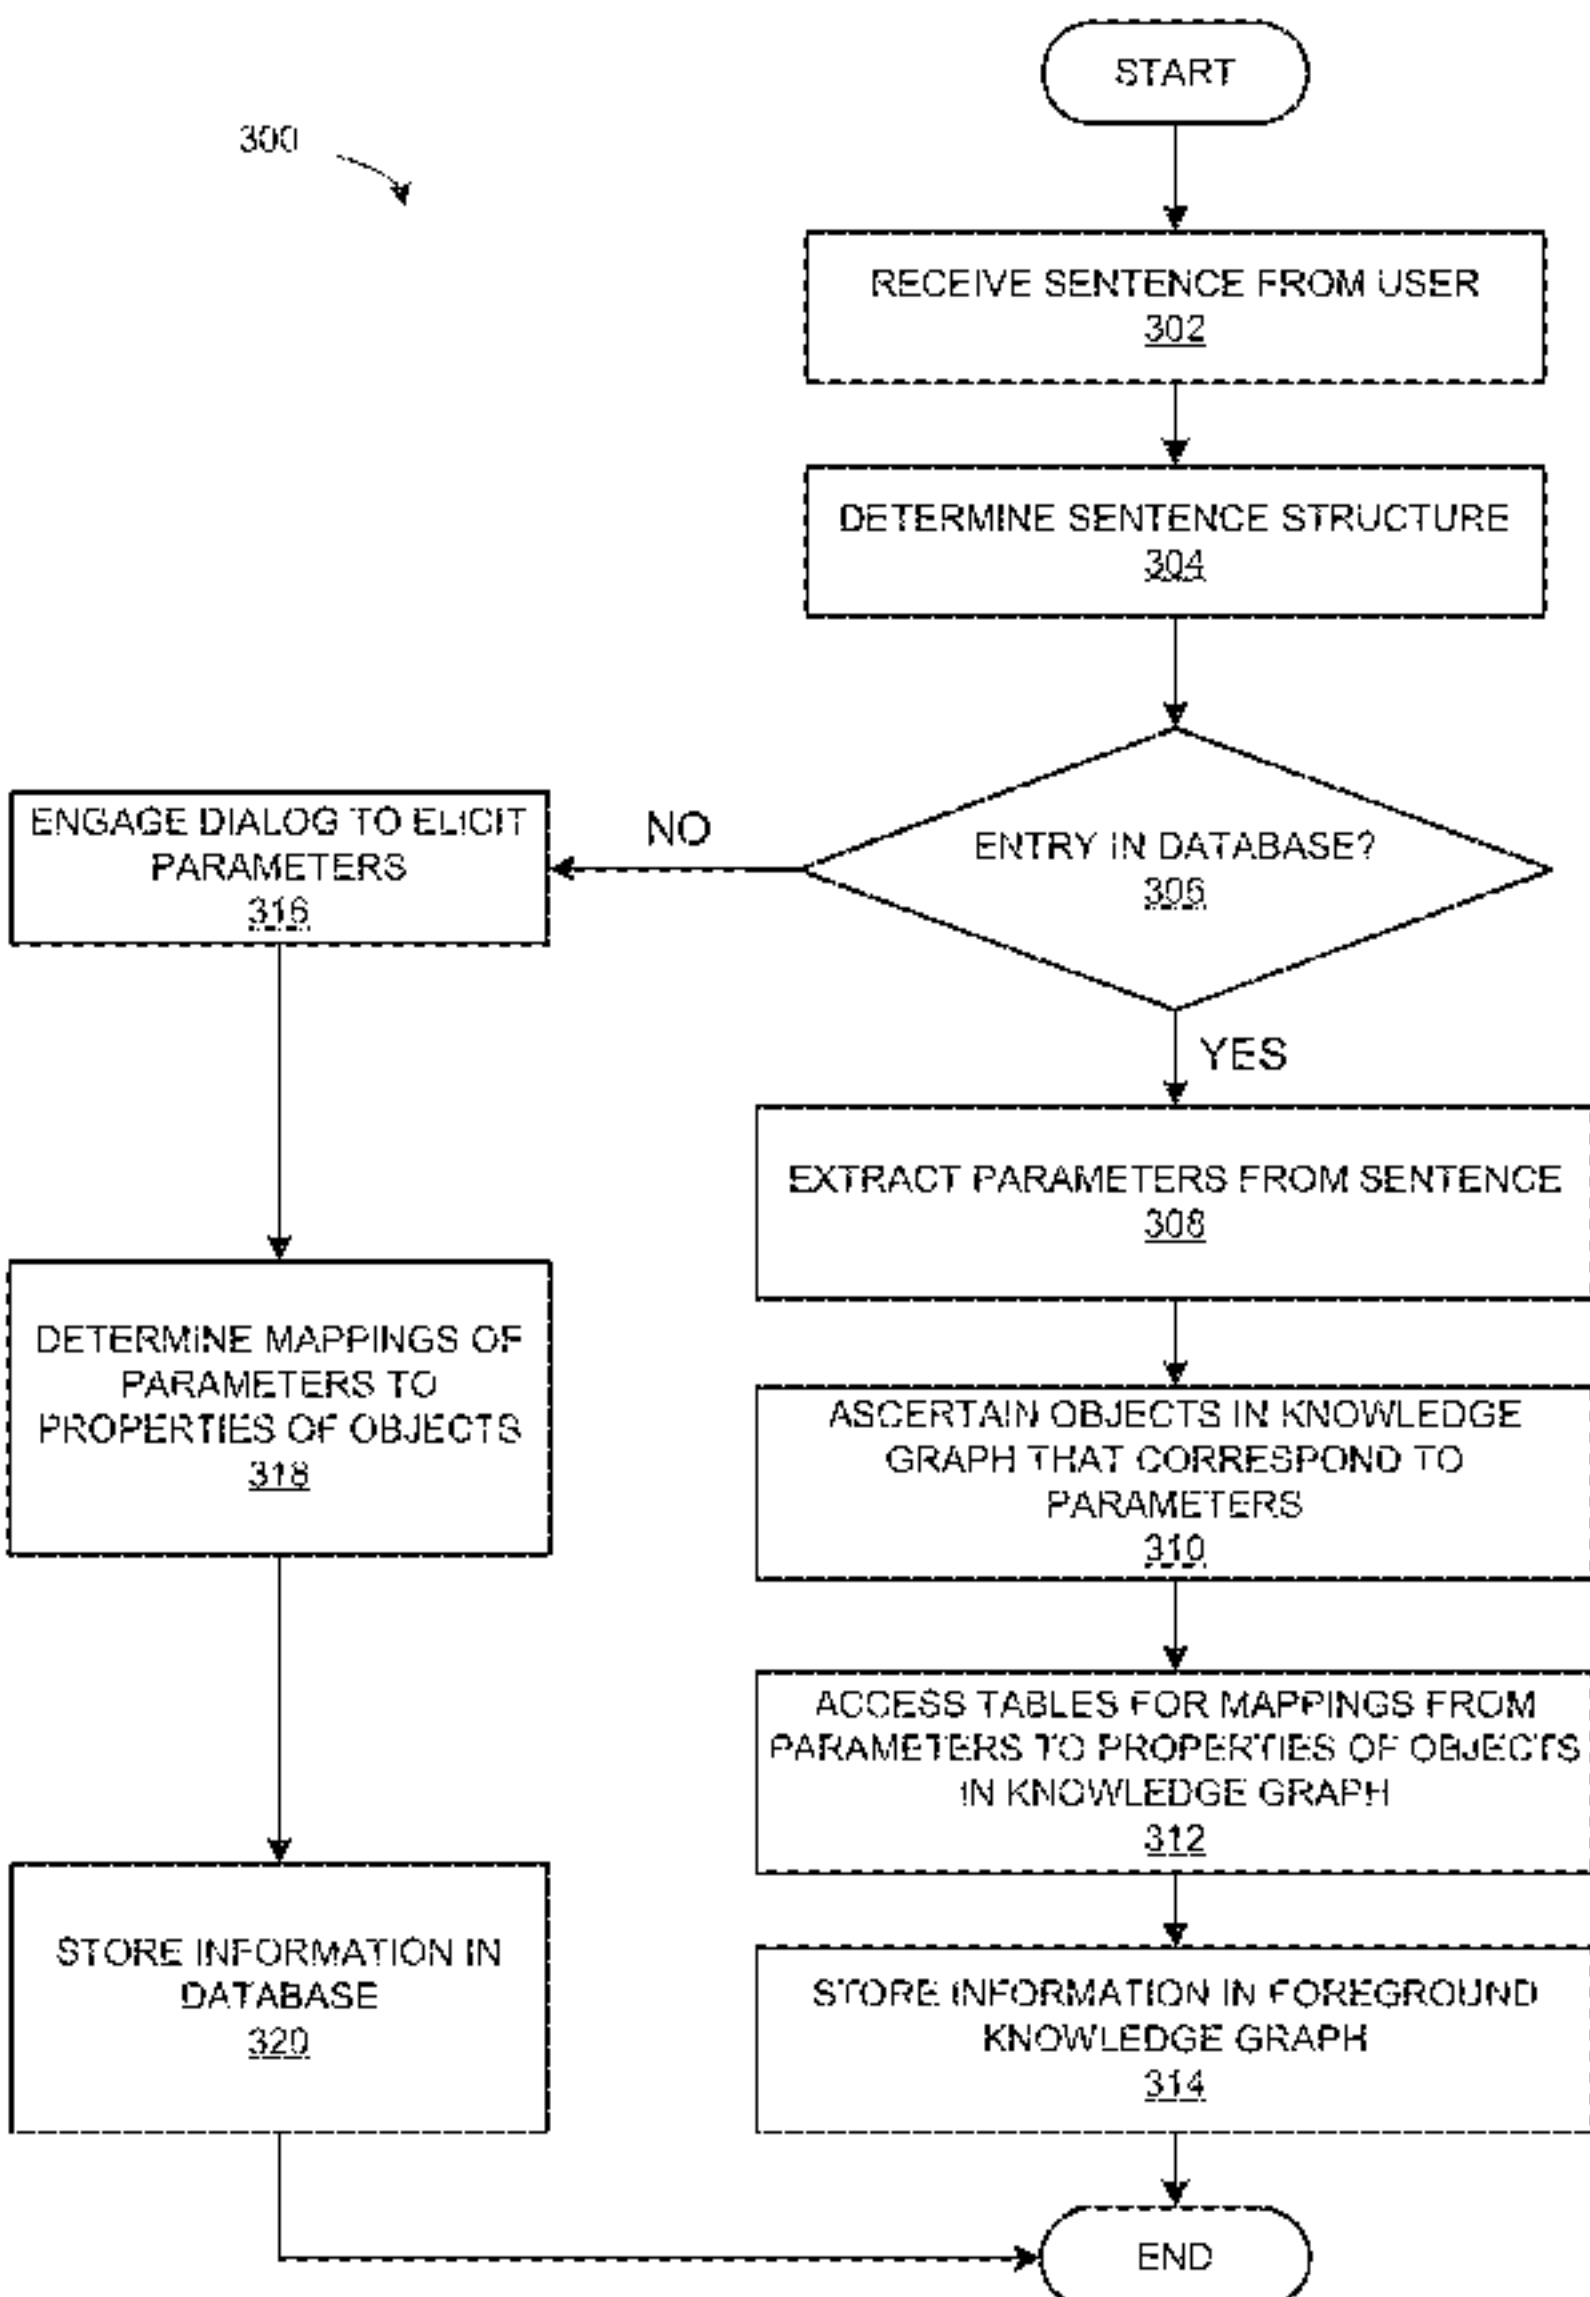 START
300
RECEIVE SENTENCE FROM USER
302
DETERMINE SENTENCE STRUCTURE
304
ENTRY IN DATABASE?
306
NO
YES
ENGAGE DIALOG TO ELICIT
PARAMETERS
316
EXTRACT PARAMETERS FROM SENTENCE
308
DETERMINE MAPPINGS OF
PARAMETERS TO
PROPERTIES OF OBJECTS
318
ASCERTAIN OBJECTS IN KNOWLEDGE
GRAPH THAT CORRESPOND TO
PARAMETERS
310
ACCESS TABLES FOR MAPPINGS FROM
PARAMETERS TO PROPERTIES OF OBJECTS
IN KNOWLEDGE GRAPH
312
STORE INFORMATION IN
DATABASE
320
STORE INFORMATION IN FOREGROUND
KNOWLEDGE GRAPH
314
END